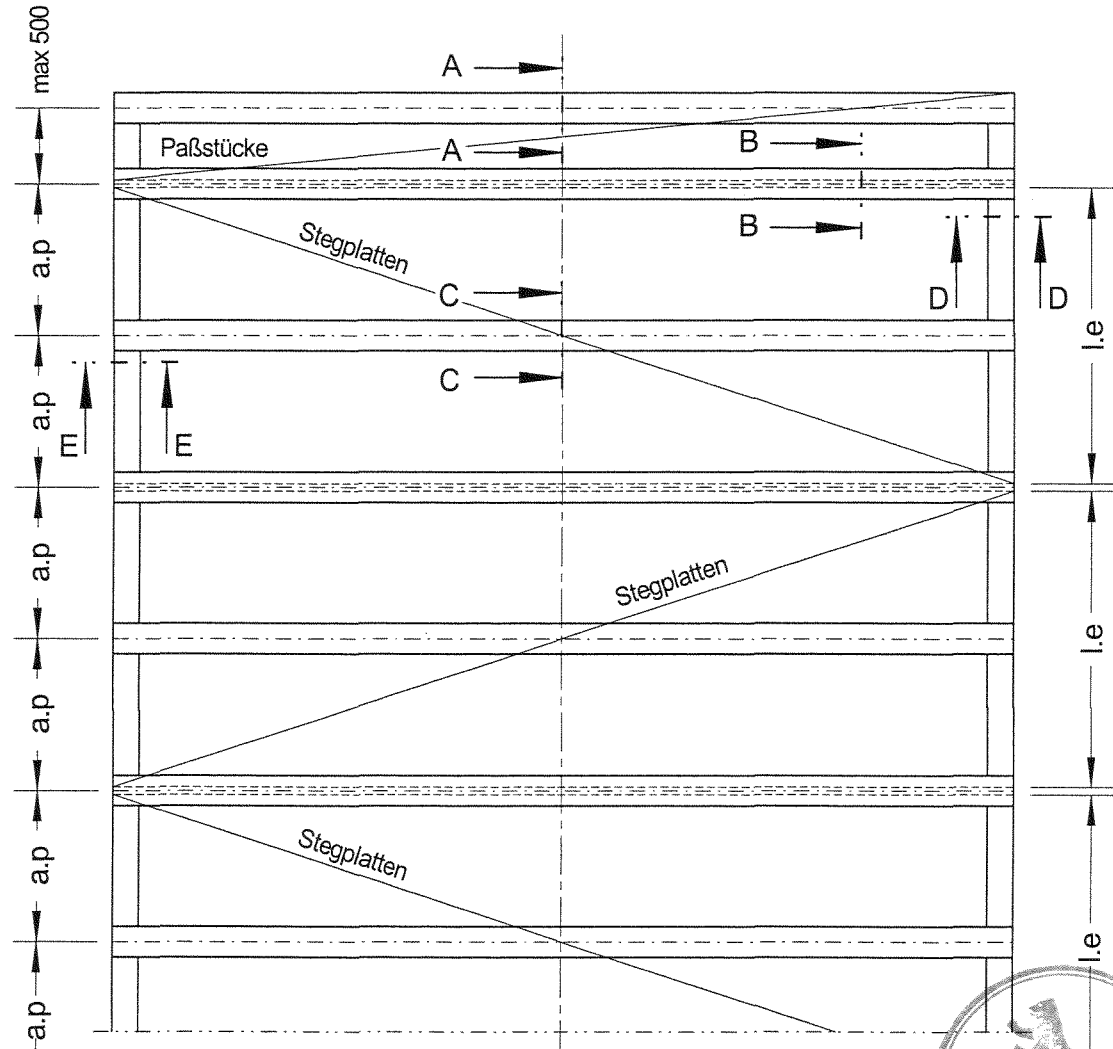 max 500
A
Paßstücke
A
B
a.p
Stegplatten
B
C
D
D
l.e
a.p
C
E
E
a.p
Stegplatten
l.e
a.p
a.p
Stegplatten
l.e
a.p